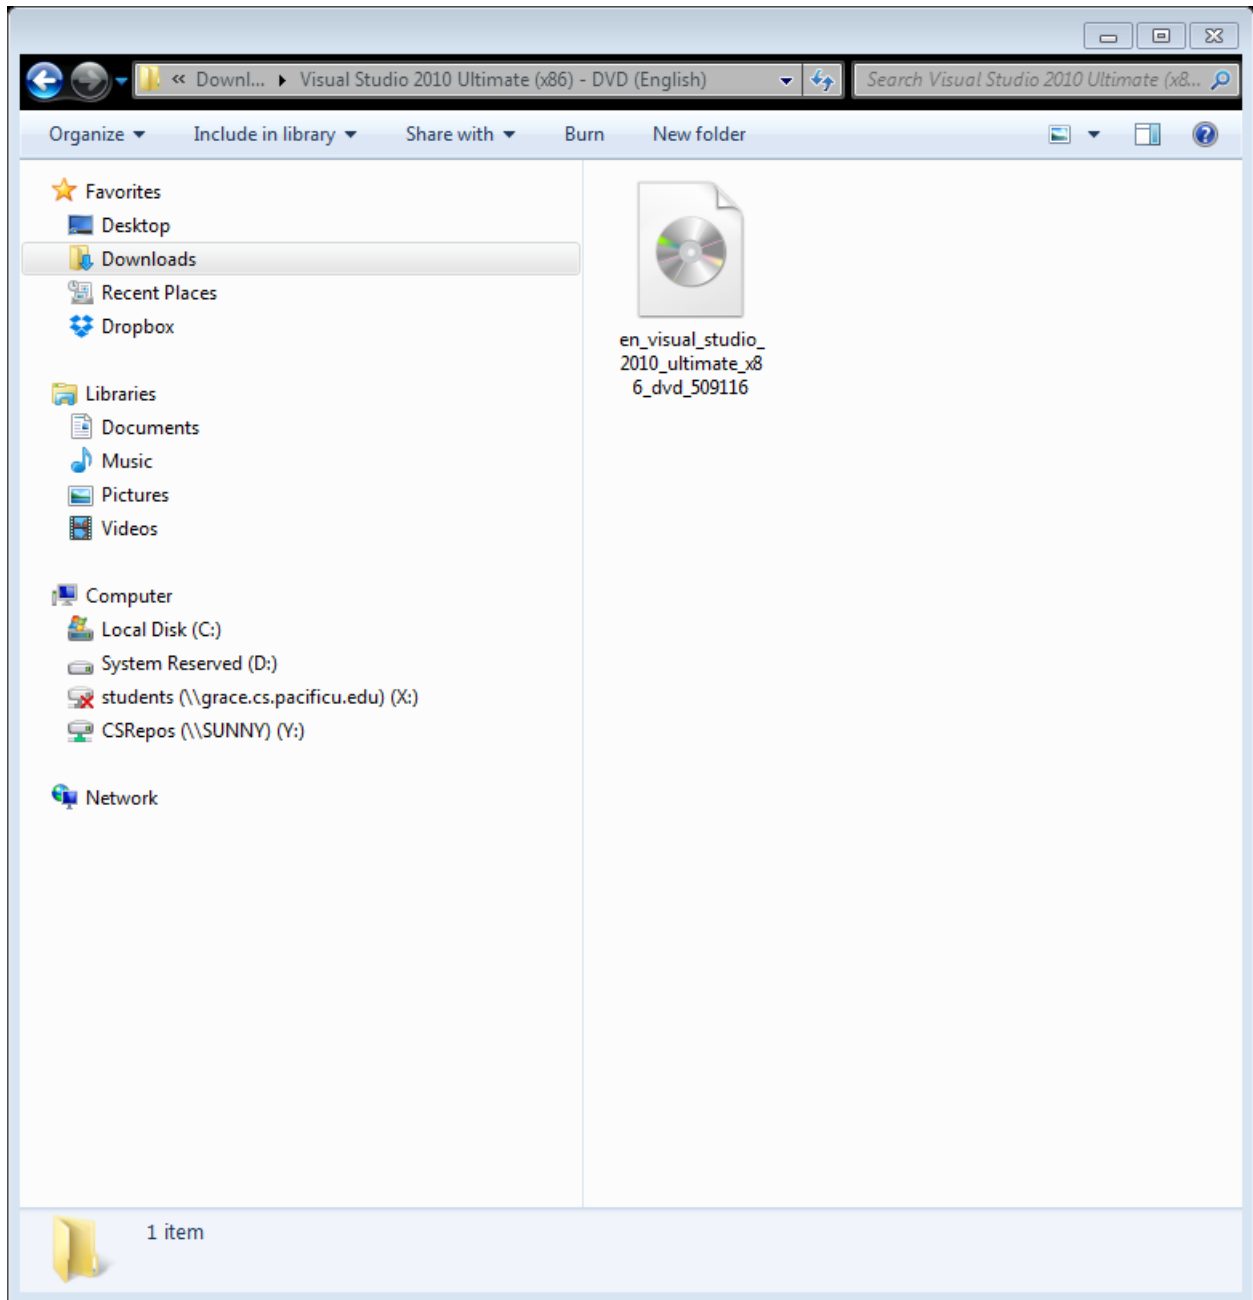 « Downl... ▸ Visual Studio 2010 Ultimate (x86) - DVD (English)
Search Visual Studio 2010 Ultimate (x8...
Organize Include in library Share with Burn New folder
Favorites
Desktop
Downloads
Recent Places
Dropbox
Libraries
Documents
Music
Pictures
Videos
Computer
Local Disk (C:)
System Reserved (D:)
students (\\grace.cs.pacificu.edu) (X:)
CSRepos (\\SUNNY) (Y:)
Network
en_visual_studio_
2010_ultimate_x8
6_dvd_509116
1 item